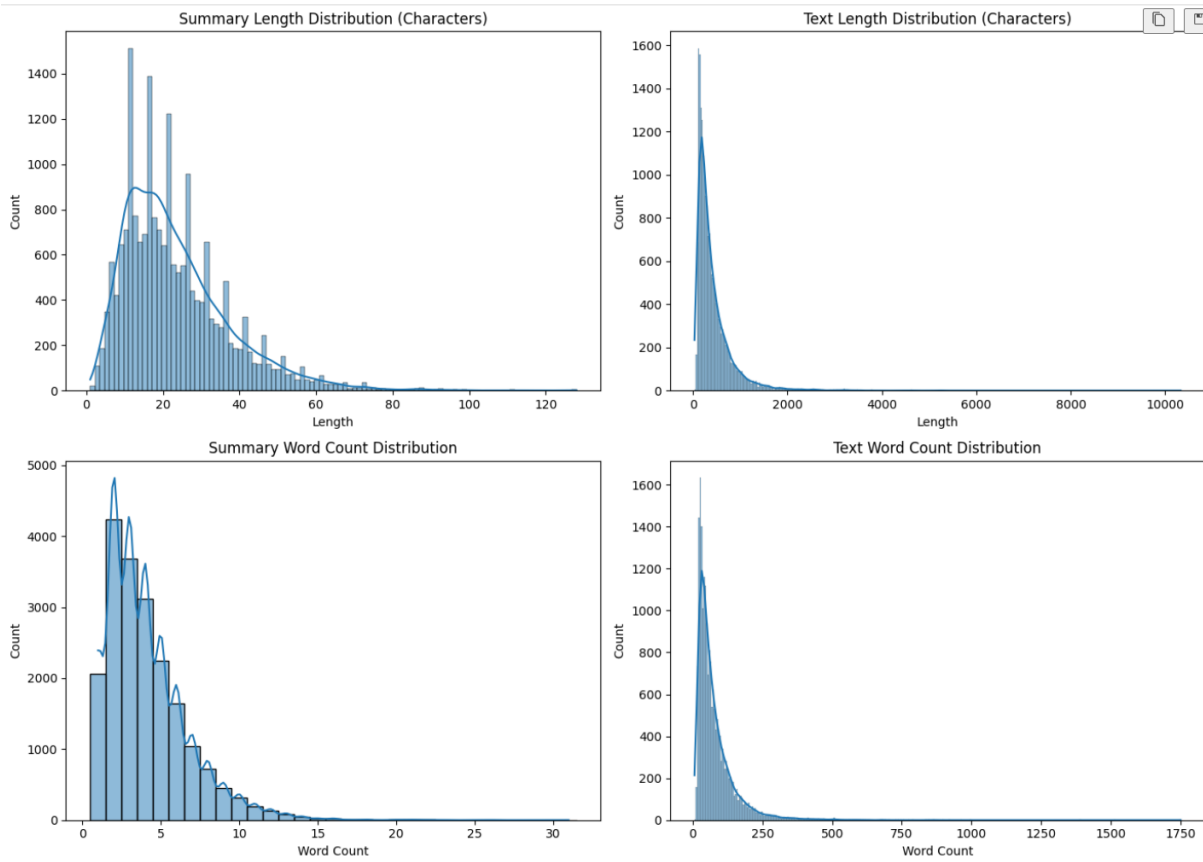 Summary Length Distribution (Characters)
1400
1200
1000
800
600
400
200
0
Count
0 20 40 60 80 100 120
Length
Text Length Distribution (Characters)
1600
1400
1200
1000
800
600
400
200
0
Count
0 2000 4000 6000 8000 10000
Length
Summary Word Count Distribution
5000
4000
3000
2000
1000
0
Count
0 5 10 15 20 25 30
Word Count
Text Word Count Distribution
1600
1400
1200
1000
800
600
400
200
0
Count
0 250 500 750 1000 1250 1500 1750
Word Count